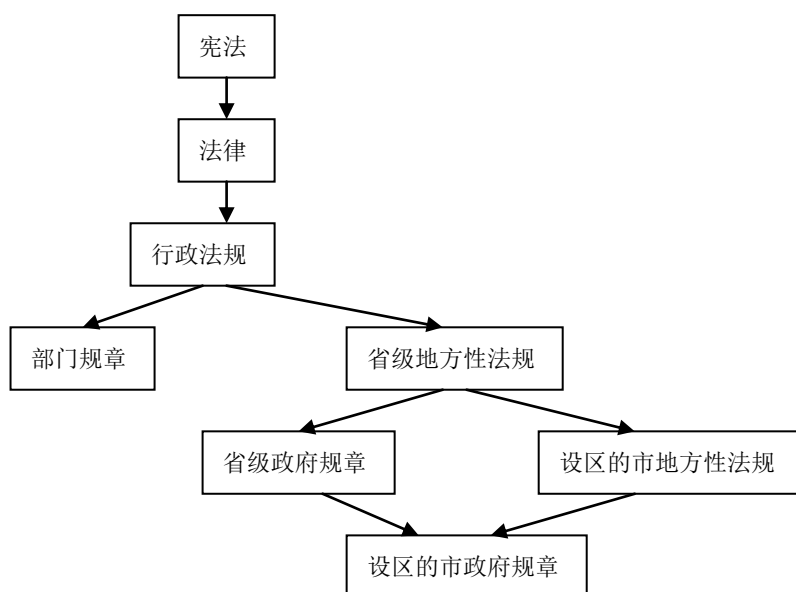 宪法
法律
行政法规
部门规章
省级地方性法规
省级政府规章
设区的市地方性法规
设区的市政府规章